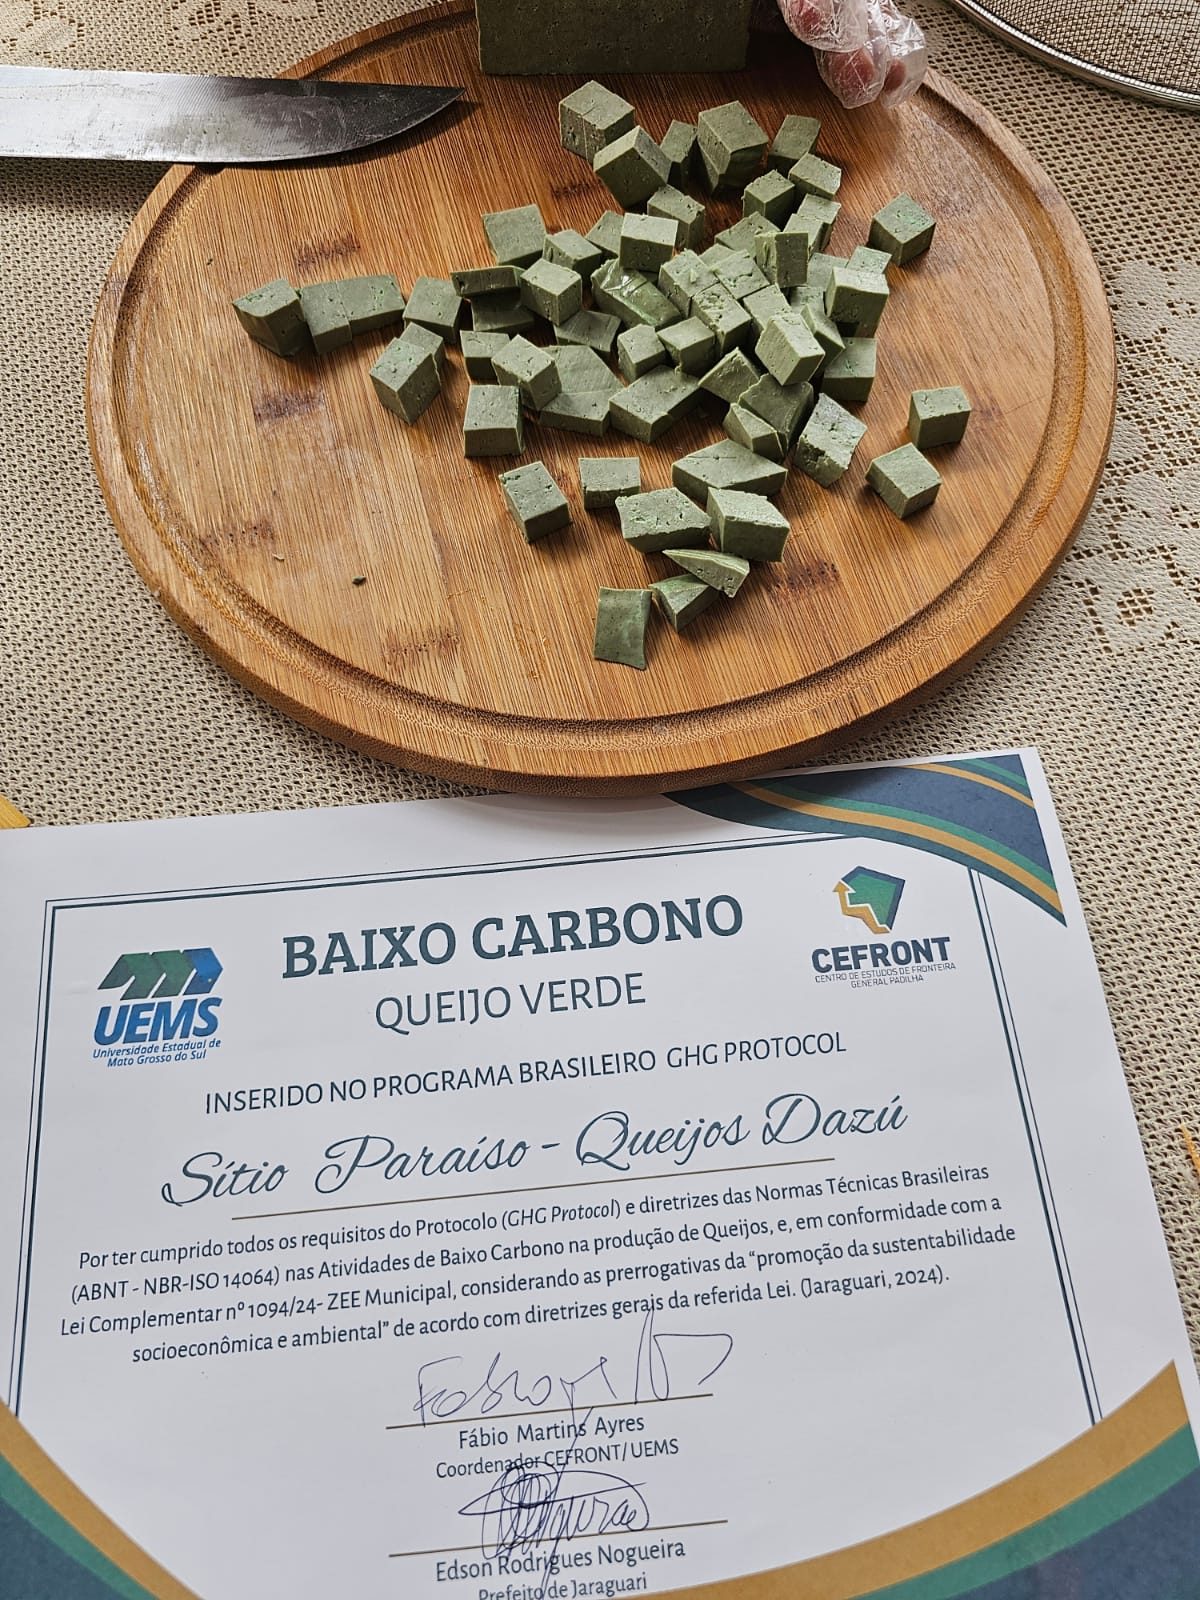 BAIXO CARBONO
QUEIJO VERDE
UEMS
Universidade Estadual de
Mato Grosso do Sul
CEFRONT
CENTRO DE ESTUDOS DE FRONTEIRA
GENERAL PADILHA
INSERIDO NO PROGRAMA BRASILEIRO GHG PROTOCOL
Sítio Paraíso - Queijos Dazú
Por ter cumprido todos os requisitos do Protocolo (GHG Protocol) e diretrizes das Normas Técnicas Brasileiras
(ABNT - NBR-ISO 14064) nas Atividades de Baixo Carbono na produção de Queijos, e, em conformidade com a
Lei Complementar nº 1094/24- ZEE Municipal, considerando as prerrogativas da “promoção da sustentabilidade
socioeconômica e ambiental” de acordo com diretrizes gerais da referida Lei. (Jaraguari, 2024).
Fábio Martins Ayres
Coordenador CEFRONT/UEMS
Edson Rodrigues Nogueira
Prefeito de Jaraguari